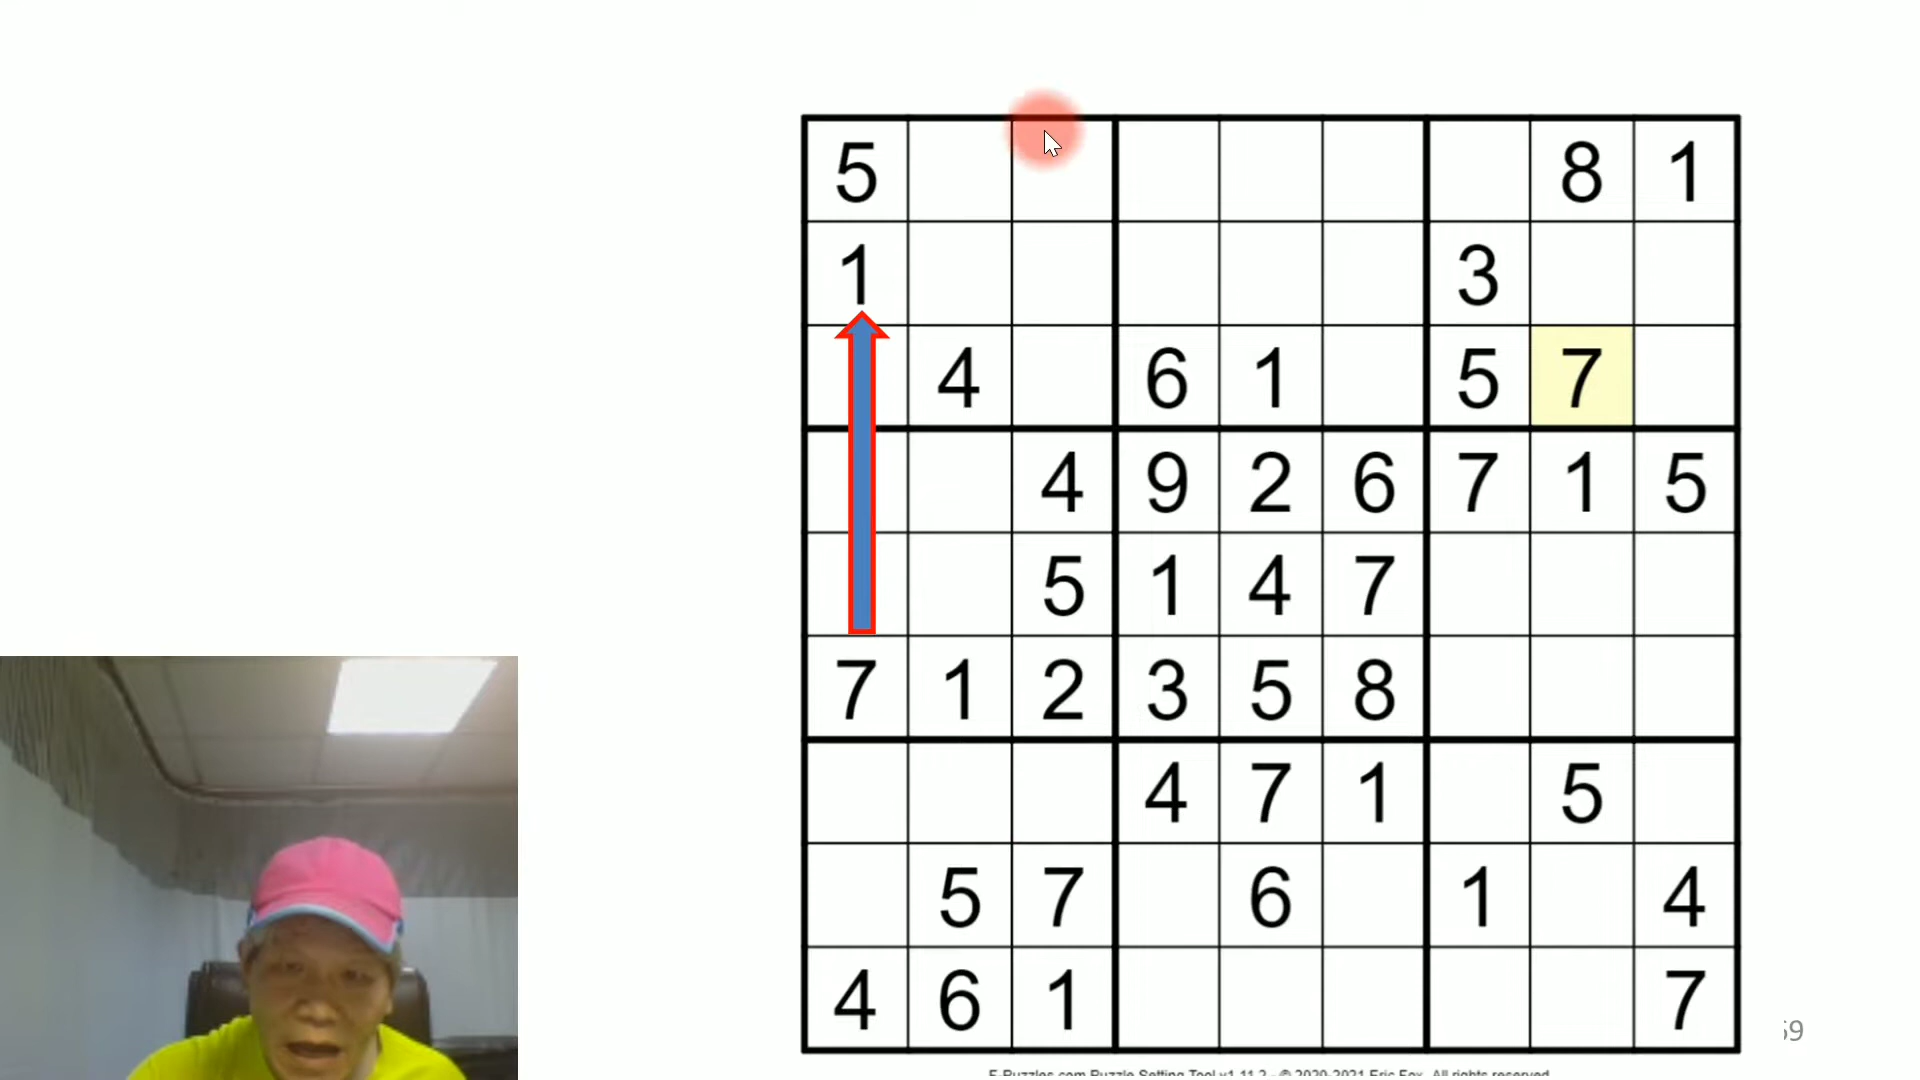 5 8 1
1 3
4 6 1 5 7
4 9 2 6 7 1 5
5 1 4 7
7 1 2 3 5 8
4 7 1 5
5 7 6 1 4
4 6 1 7